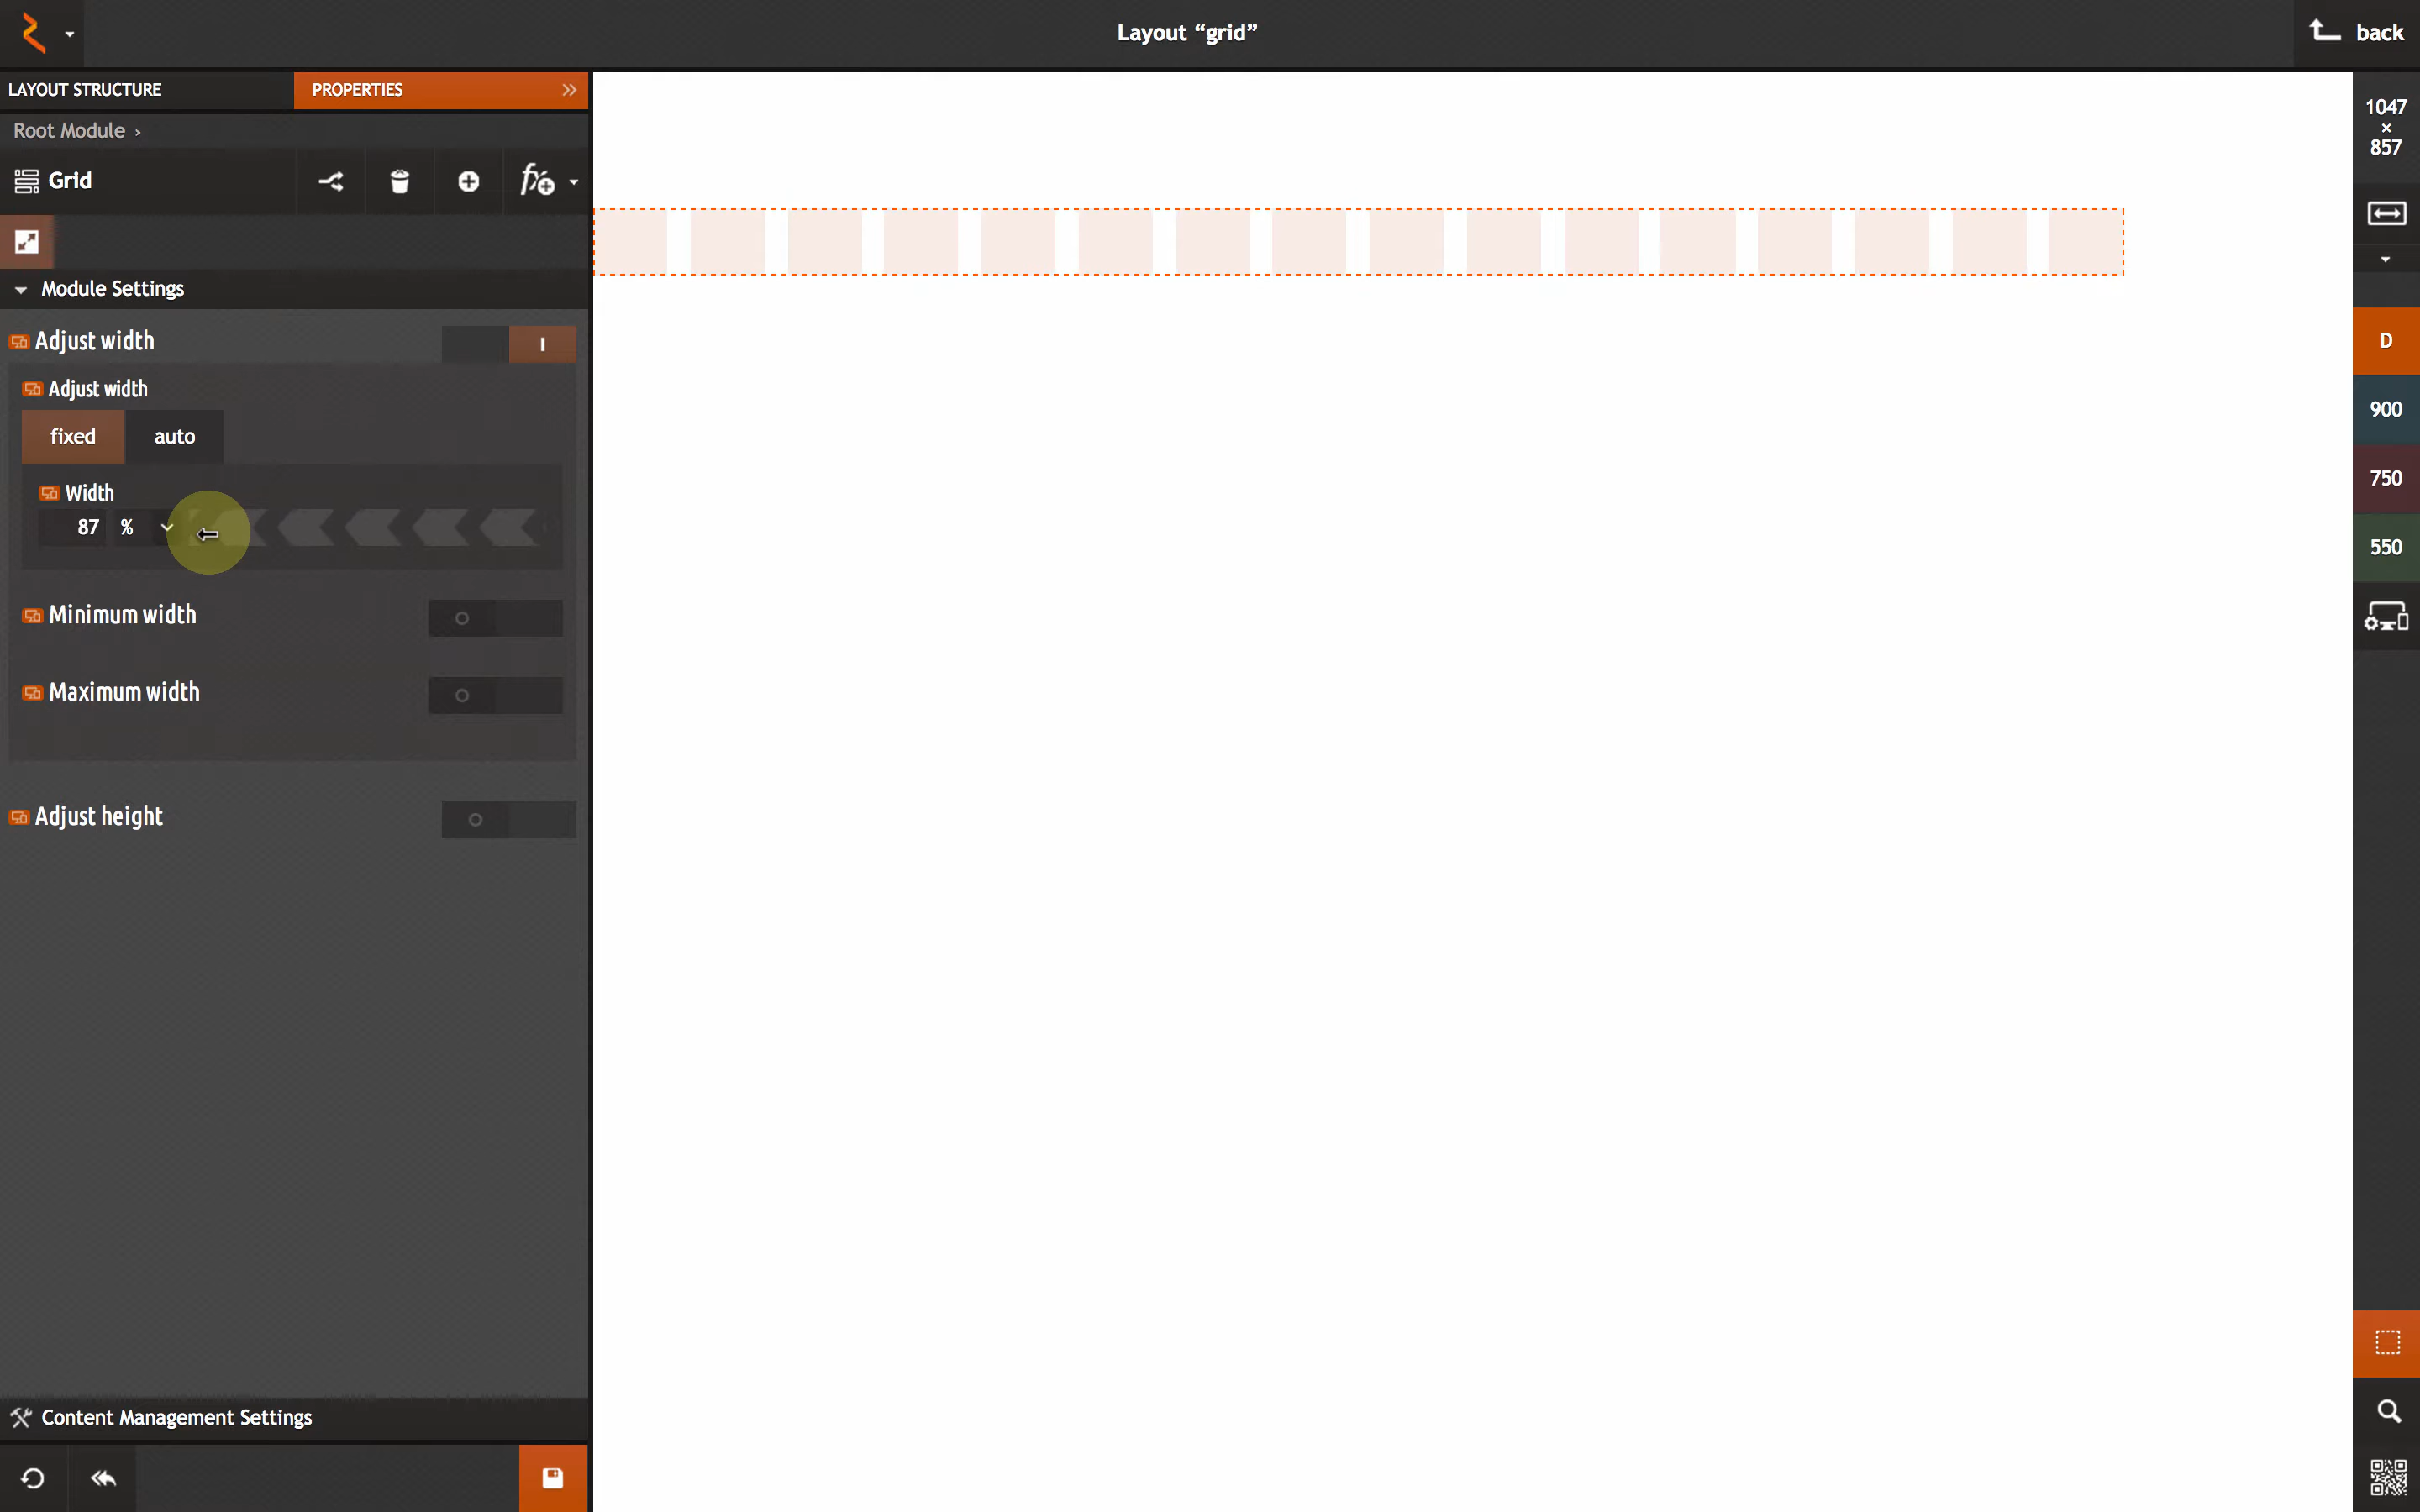 Layout “grid”
back
LAYOUT STRUCTURE
PROPERTIES
Root Module ›
Grid
fx
Module Settings
Adjust width
Adjust width
fixed
auto
Width
87 %
Minimum width
Maximum width
Adjust height
Content Management Settings
1047
×
857
D
900
750
550